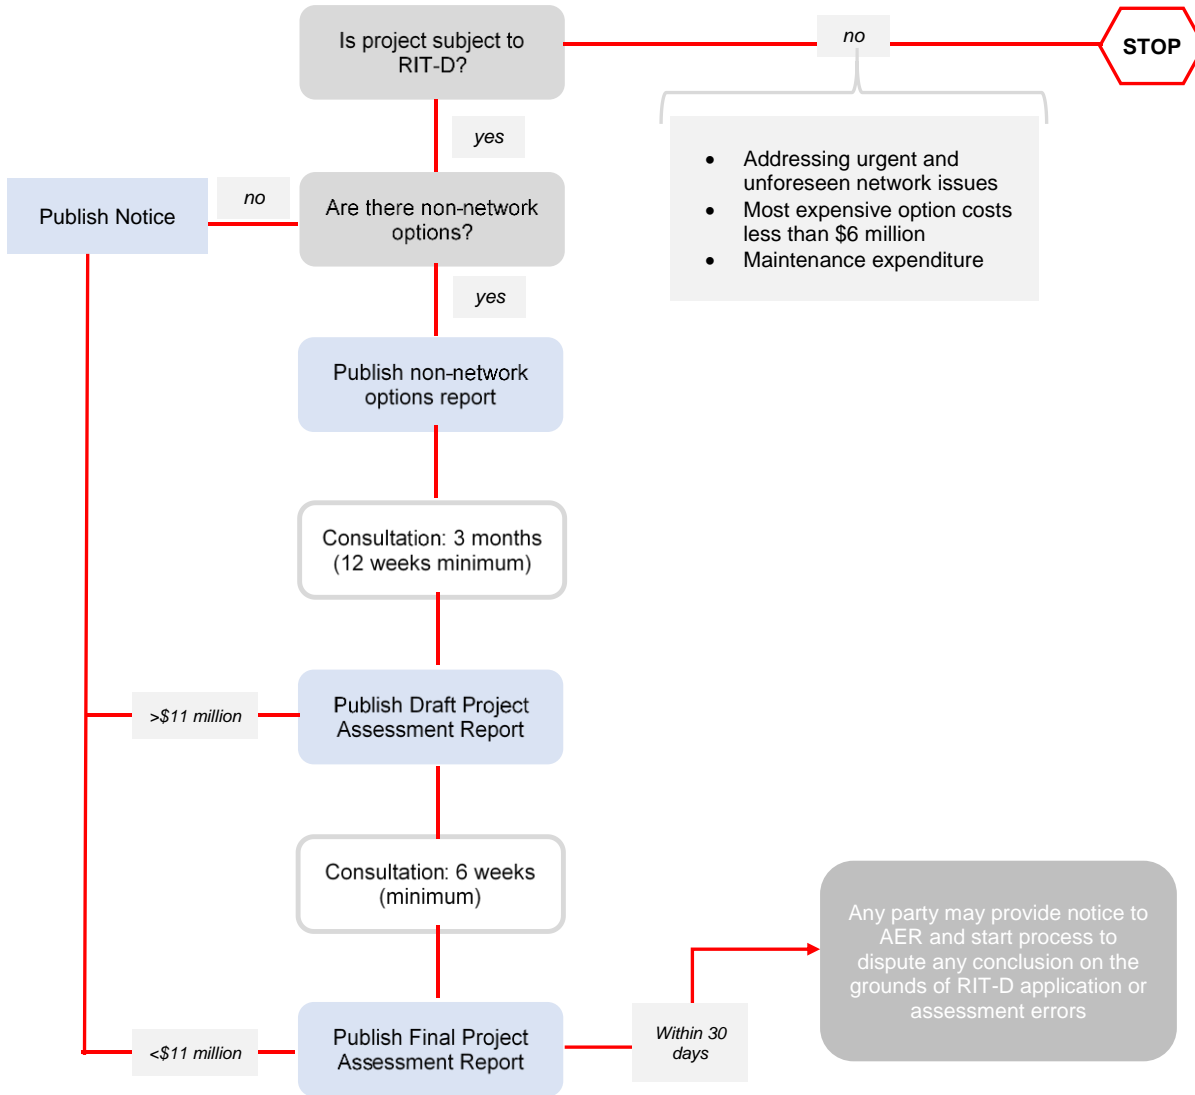 Is project subject to
RIT-D?
no
STOP
yes
• Addressing urgent and
unforeseen network issues
• Most expensive option costs
less than $6 million
• Maintenance expenditure
Publish Notice
no
Are there non-network
options?
yes
Publish non-network
options report
Consultation: 3 months
(12 weeks minimum)
>$11 million
Publish Draft Project
Assessment Report
Consultation: 6 weeks
(minimum)
Any party may provide notice to
AER and start process to
dispute any conclusion on the
grounds of RIT-D application or
assessment errors
<$11 million
Publish Final Project
Assessment Report
Within 30
days